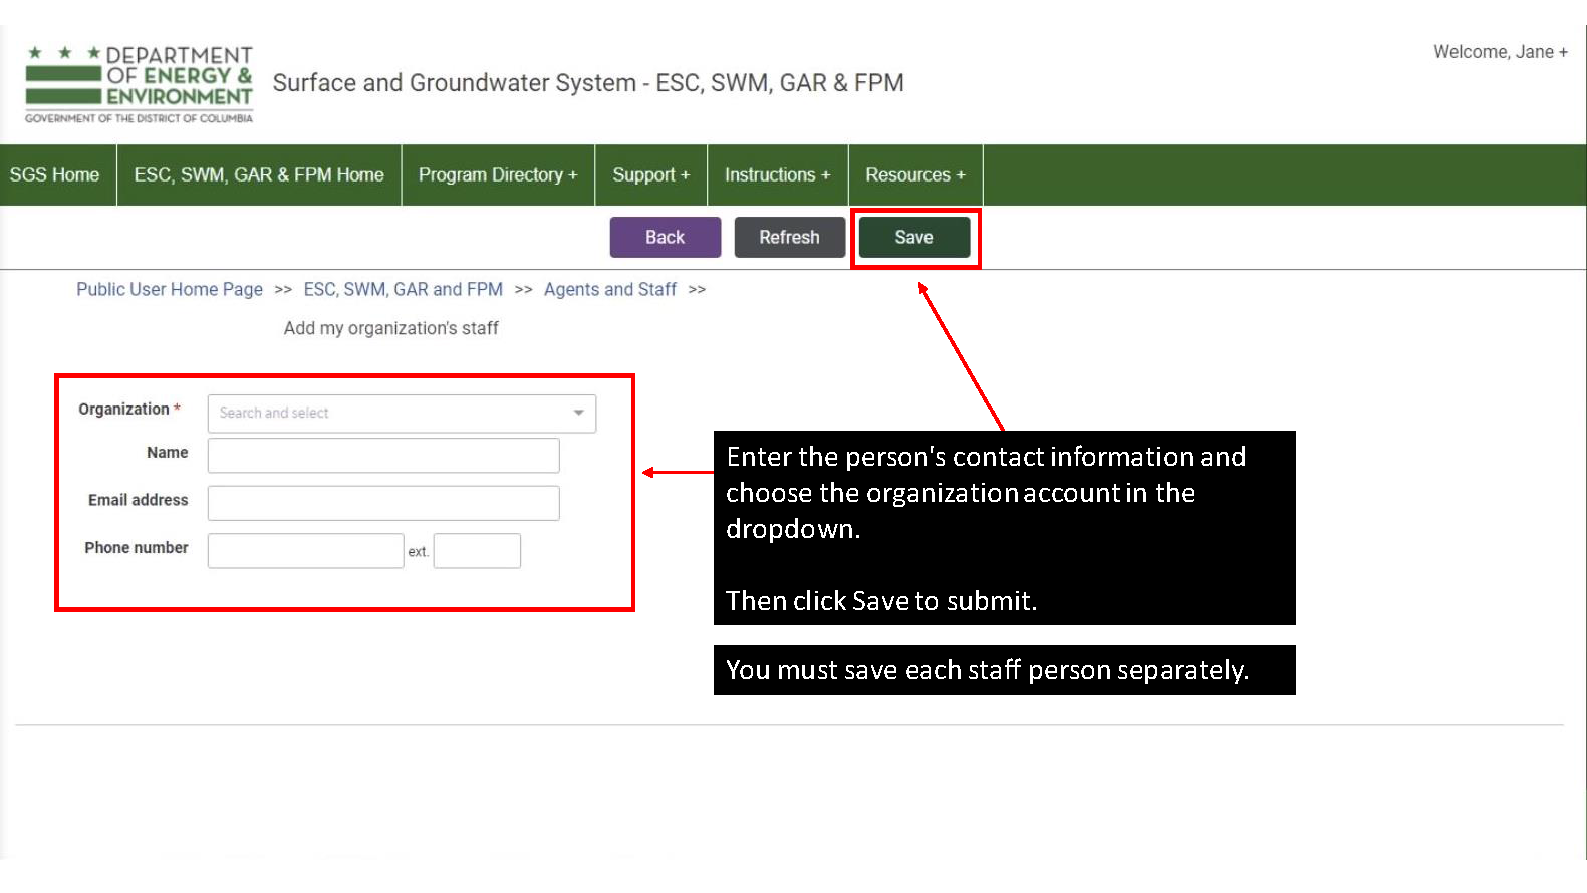 DEPARTMENT
OF ENERGY &
ENVIRONMENT
GOVERNMENT OF THE DISTRICT OF COLUMBIA
Surface and Groundwater System - ESC, SWM, GAR & FPM
Welcome, Jane +
SGS Home
ESC, SWM, GAR & FPM Home
Program Directory +
Support +
Instructions +
Resources +
Back
Refresh
Save
Public User Home Page >> ESC, SWM, GAR and FPM >> Agents and Staff >>
Add my organization's staff
Organization *
Search and select
Name
Email address
Phone number
ext.
Enter the person's contact information and
choose the organization account in the
dropdown.
Then click Save to submit.
You must save each staff person separately.